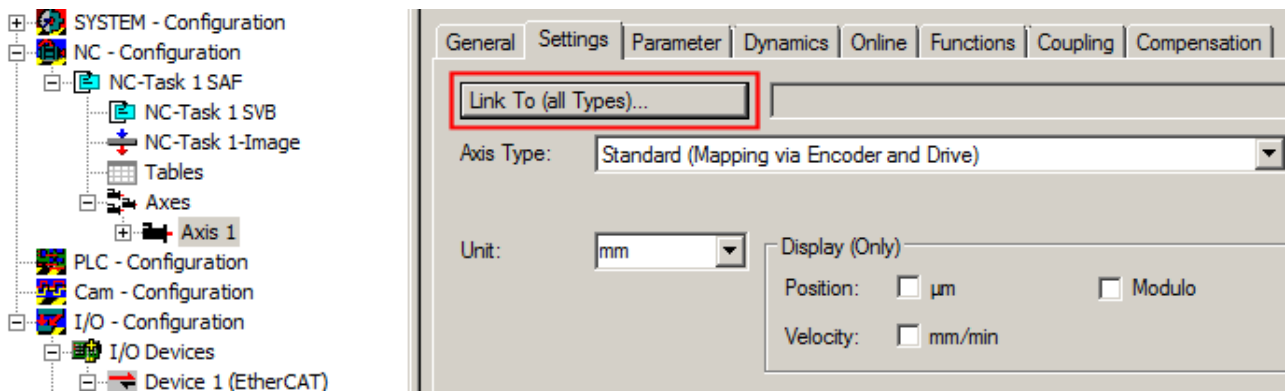 SYSTEM - Configuration
NC - Configuration
NC-Task 1 SAF
NC-Task 1 SVB
NC-Task 1-Image
Tables
Axes
Axis 1
PLC - Configuration
Cam - Configuration
I/O - Configuration
I/O Devices
Device 1 (EtherCAT)
General Settings Parameter Dynamics Online Functions Coupling Compensation
Link To (all Types)...
Axis Type: Standard (Mapping via Encoder and Drive)
Unit: mm
Display (Only)
Position: µm Modulo
Velocity: mm/min